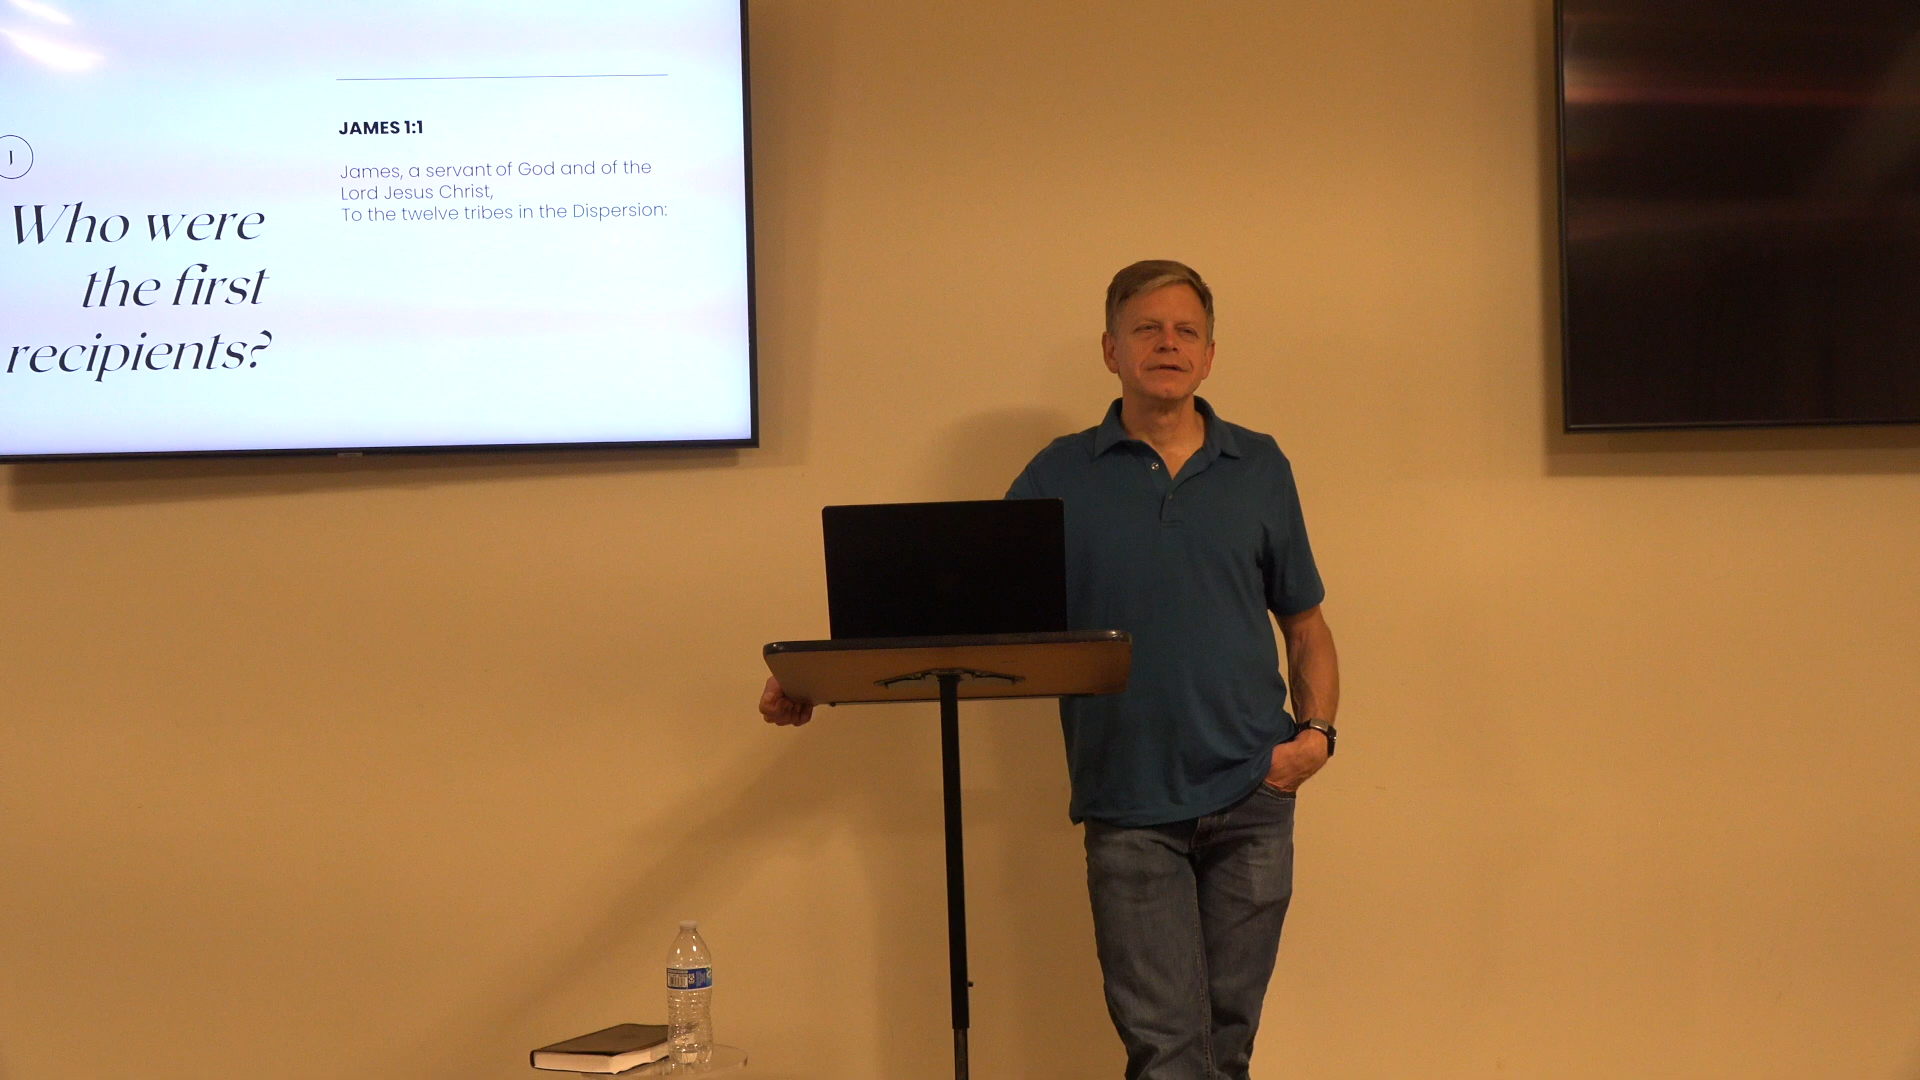 J
Who were
the first
recipients?
JAMES 1:1
James, a servant of God and of the
Lord Jesus Christ,
To the twelve tribes in the Dispersion: